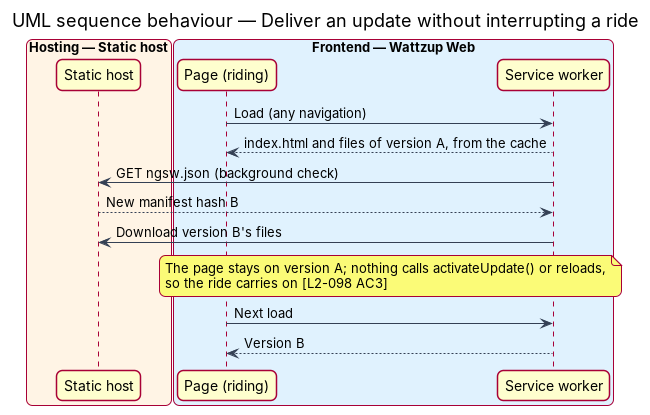 UML sequence behaviour — Deliver an update without interrupting a ride
Hosting — Static host
Frontend — Wattzup Web
Static host
Page (riding)
Service worker
Load (any navigation)
index.html and files of version A, from the cache
GET ngsw.json (background check)
New manifest hash B
Download version B's files
The page stays on version A; nothing calls activateUpdate() or reloads,
so the ride carries on [L2-098 AC3]
Next load
Version B
Static host
Page (riding)
Service worker